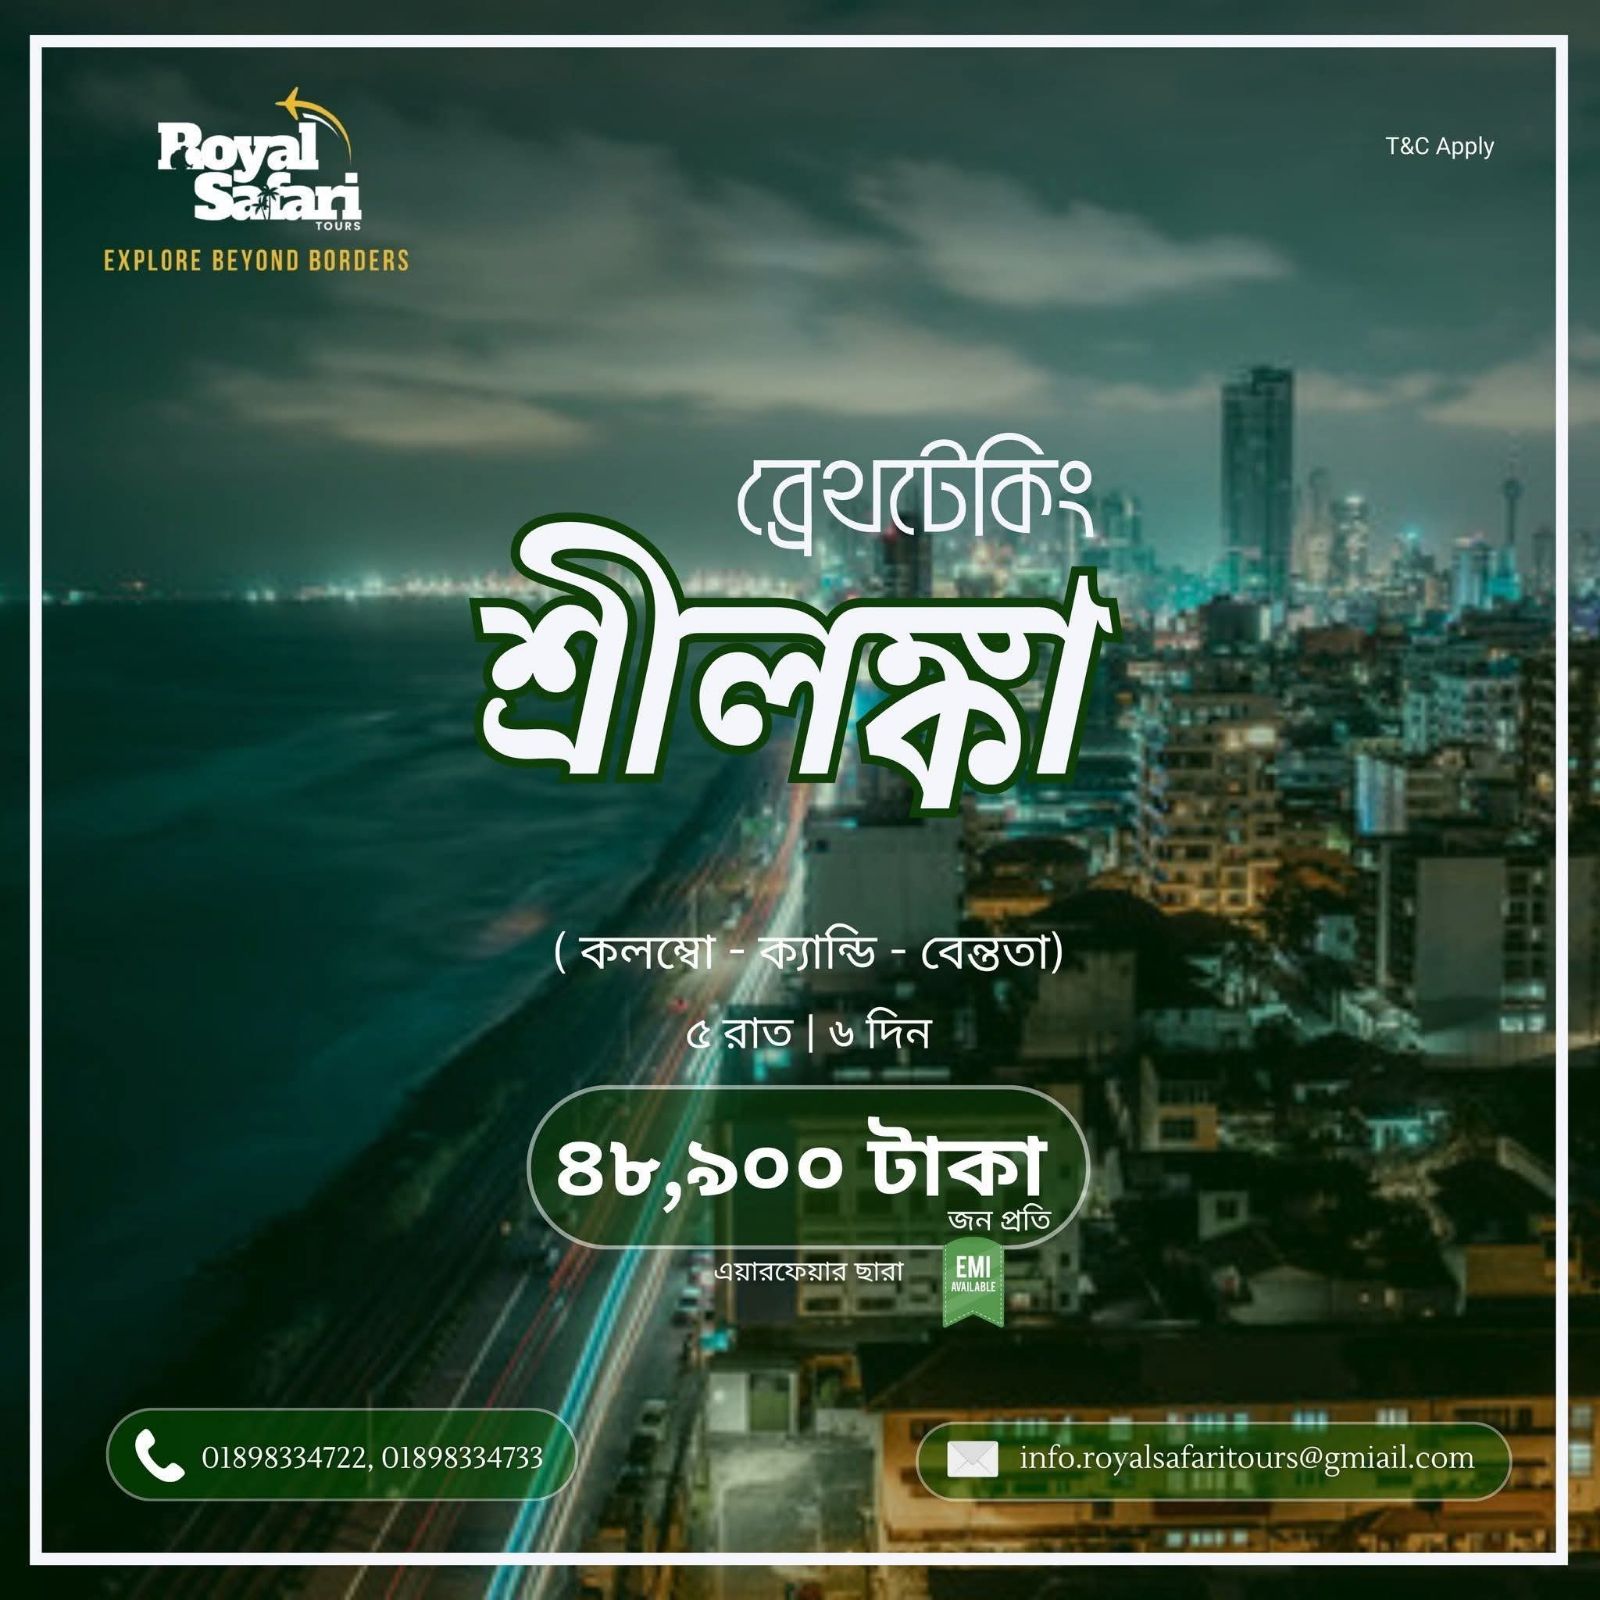 Royal
Safari
TOURS
EXPLORE BEYOND BORDERS
T&C Apply
ব্রেথটেকিং
শ্রীলঙ্কা
( কলম্বো - ক্যান্ডি - বেন্ততা)
৫ রাত | ৬ দিন
৪৮,৯০০ টাকা
জন প্রতি
এয়ারফেয়ার ছারা
EMI
AVAILABLE
01898334722, 01898334733
info.royalsafaritours@gmiail.com